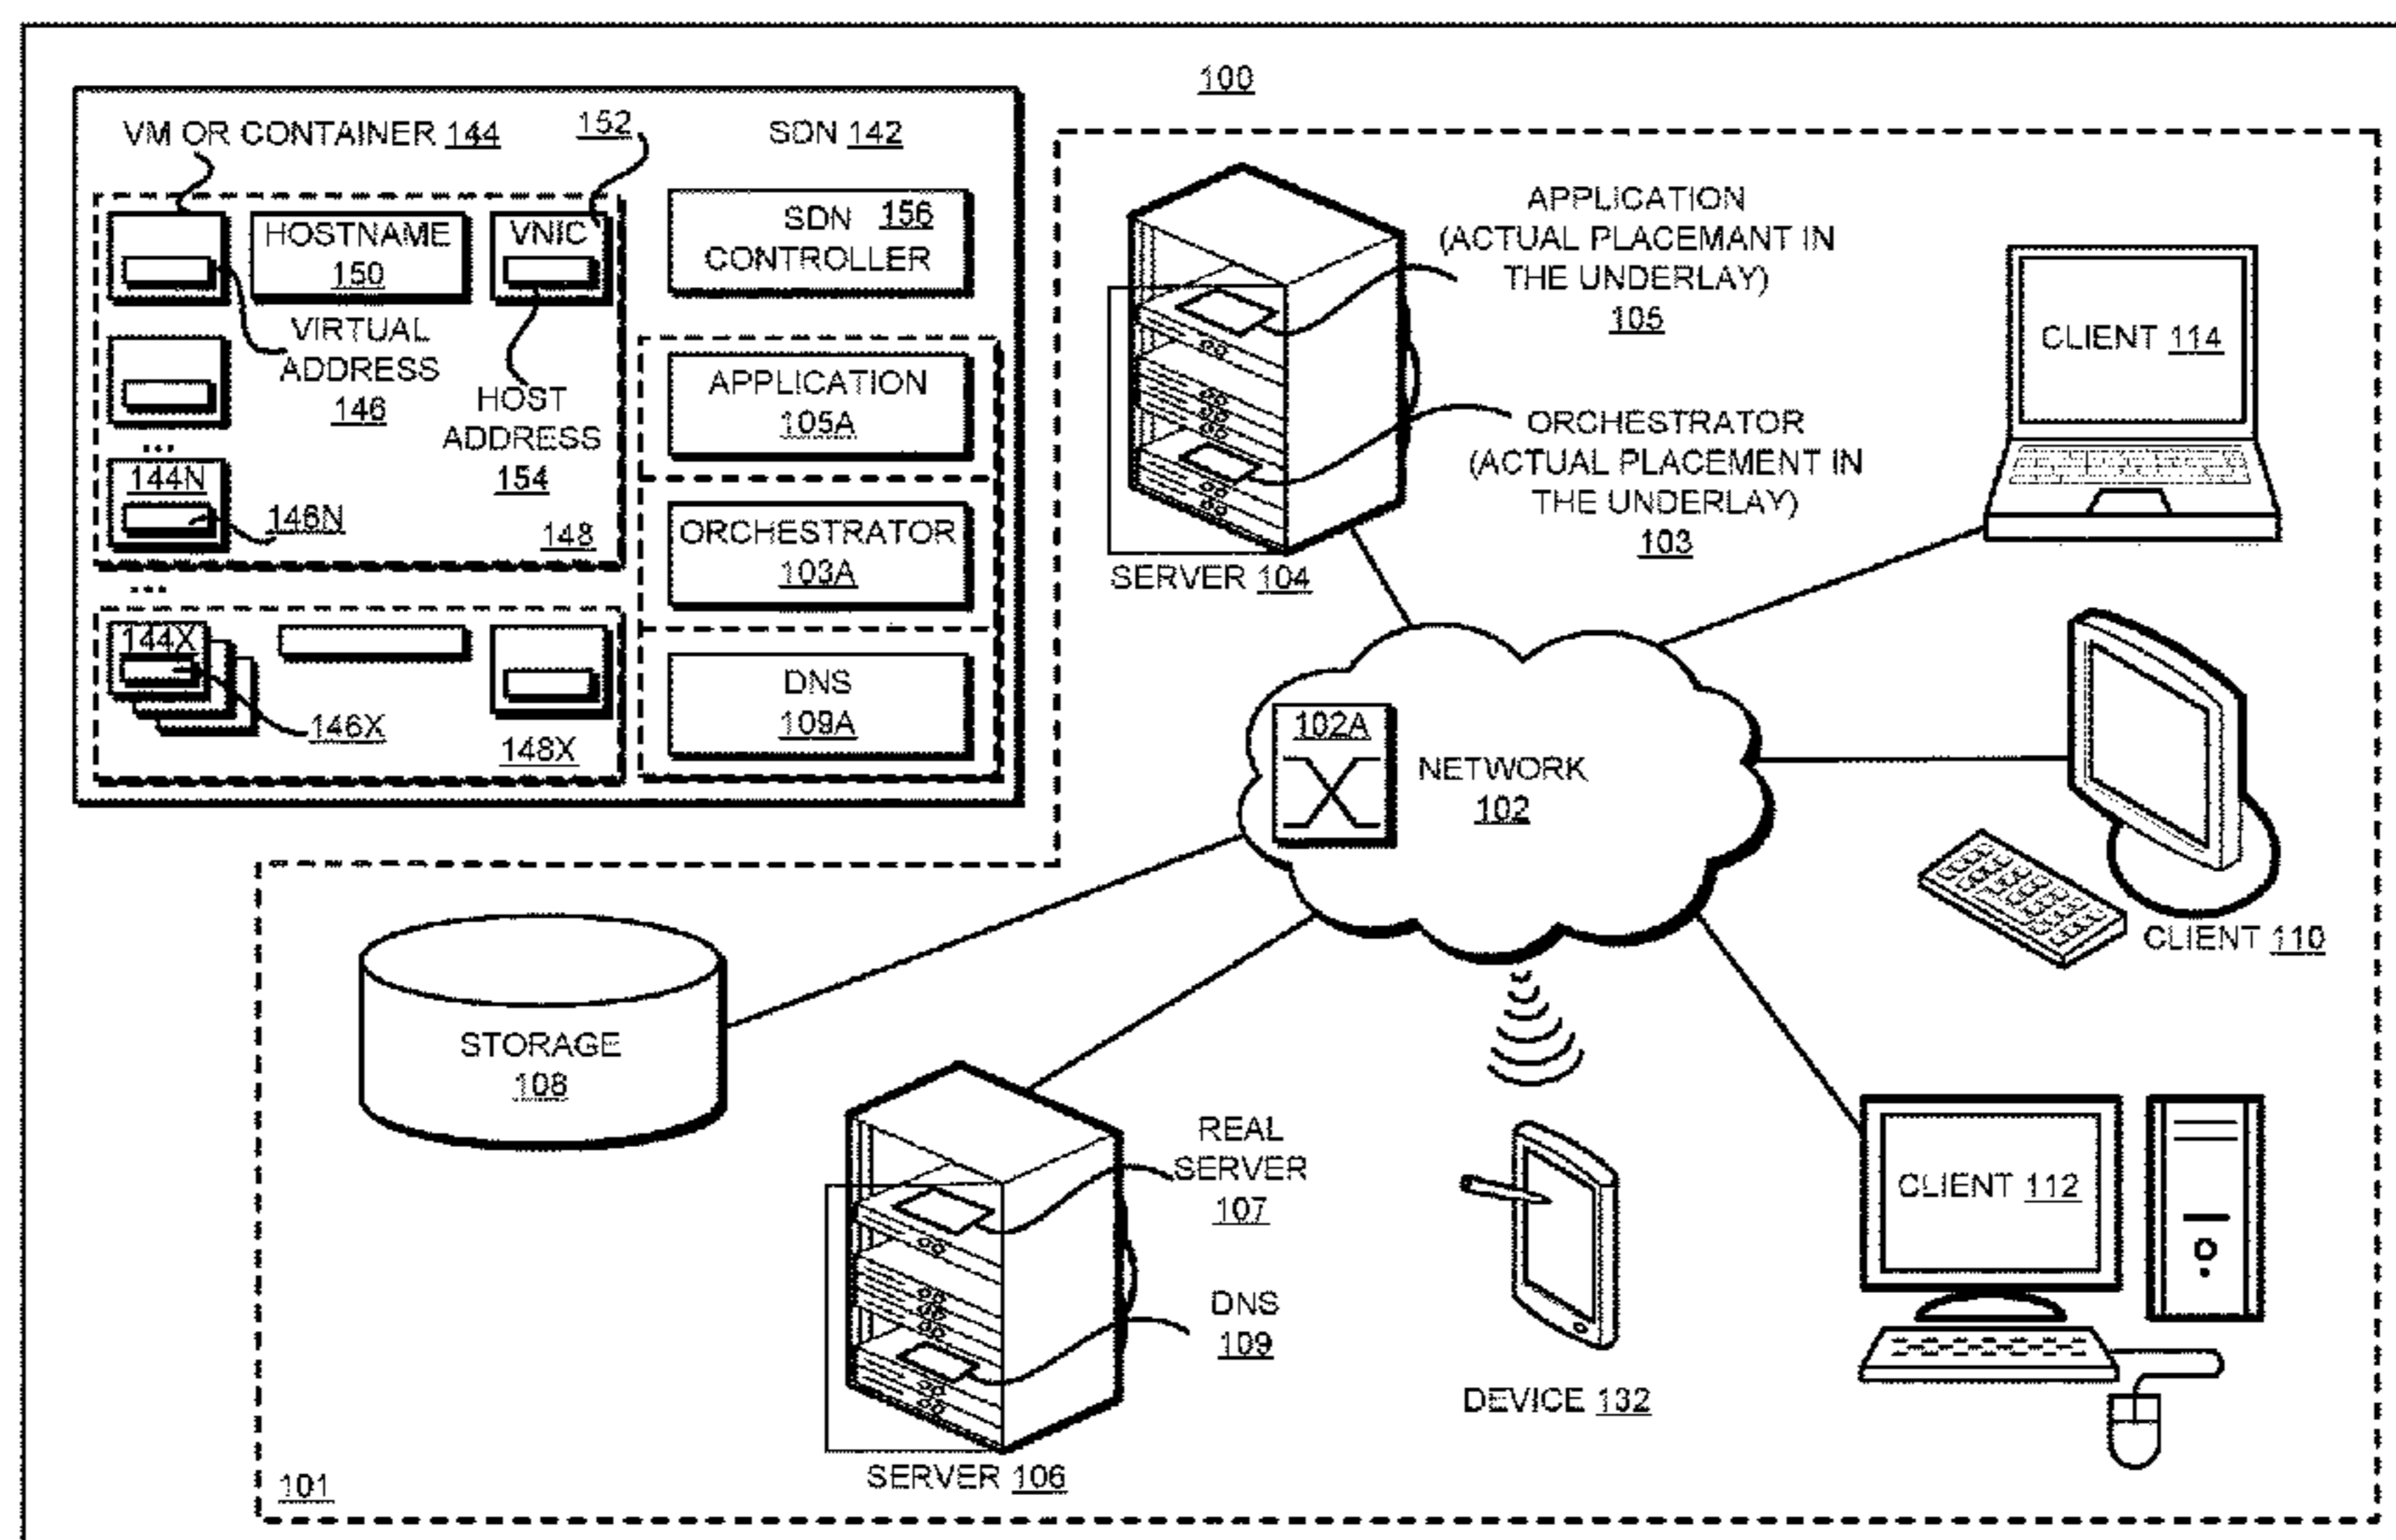 100
VM OR CONTAINER 144
152
SDN 142
HOSTNAME
150
VNIC
SDN 156
CONTROLLER
VIRTUAL
ADDRESS
146
HOST
ADDRESS
154
APPLICATION
105A
...
144N
146N
148
ORCHESTRATOR
103A
...
144X
146X
148X
DNS
109A
APPLICATION
(ACTUAL PLACEMANT IN
THE UNDERLAY)
105
ORCHESTRATOR
(ACTUAL PLACEMENT IN
THE UNDERLAY)
103
SERVER 104
CLIENT 114
102A
NETWORK
102
CLIENT 110
STORAGE
108
REAL
SERVER
107
DNS
109
SERVER 106
DEVICE 132
CLIENT 112
101